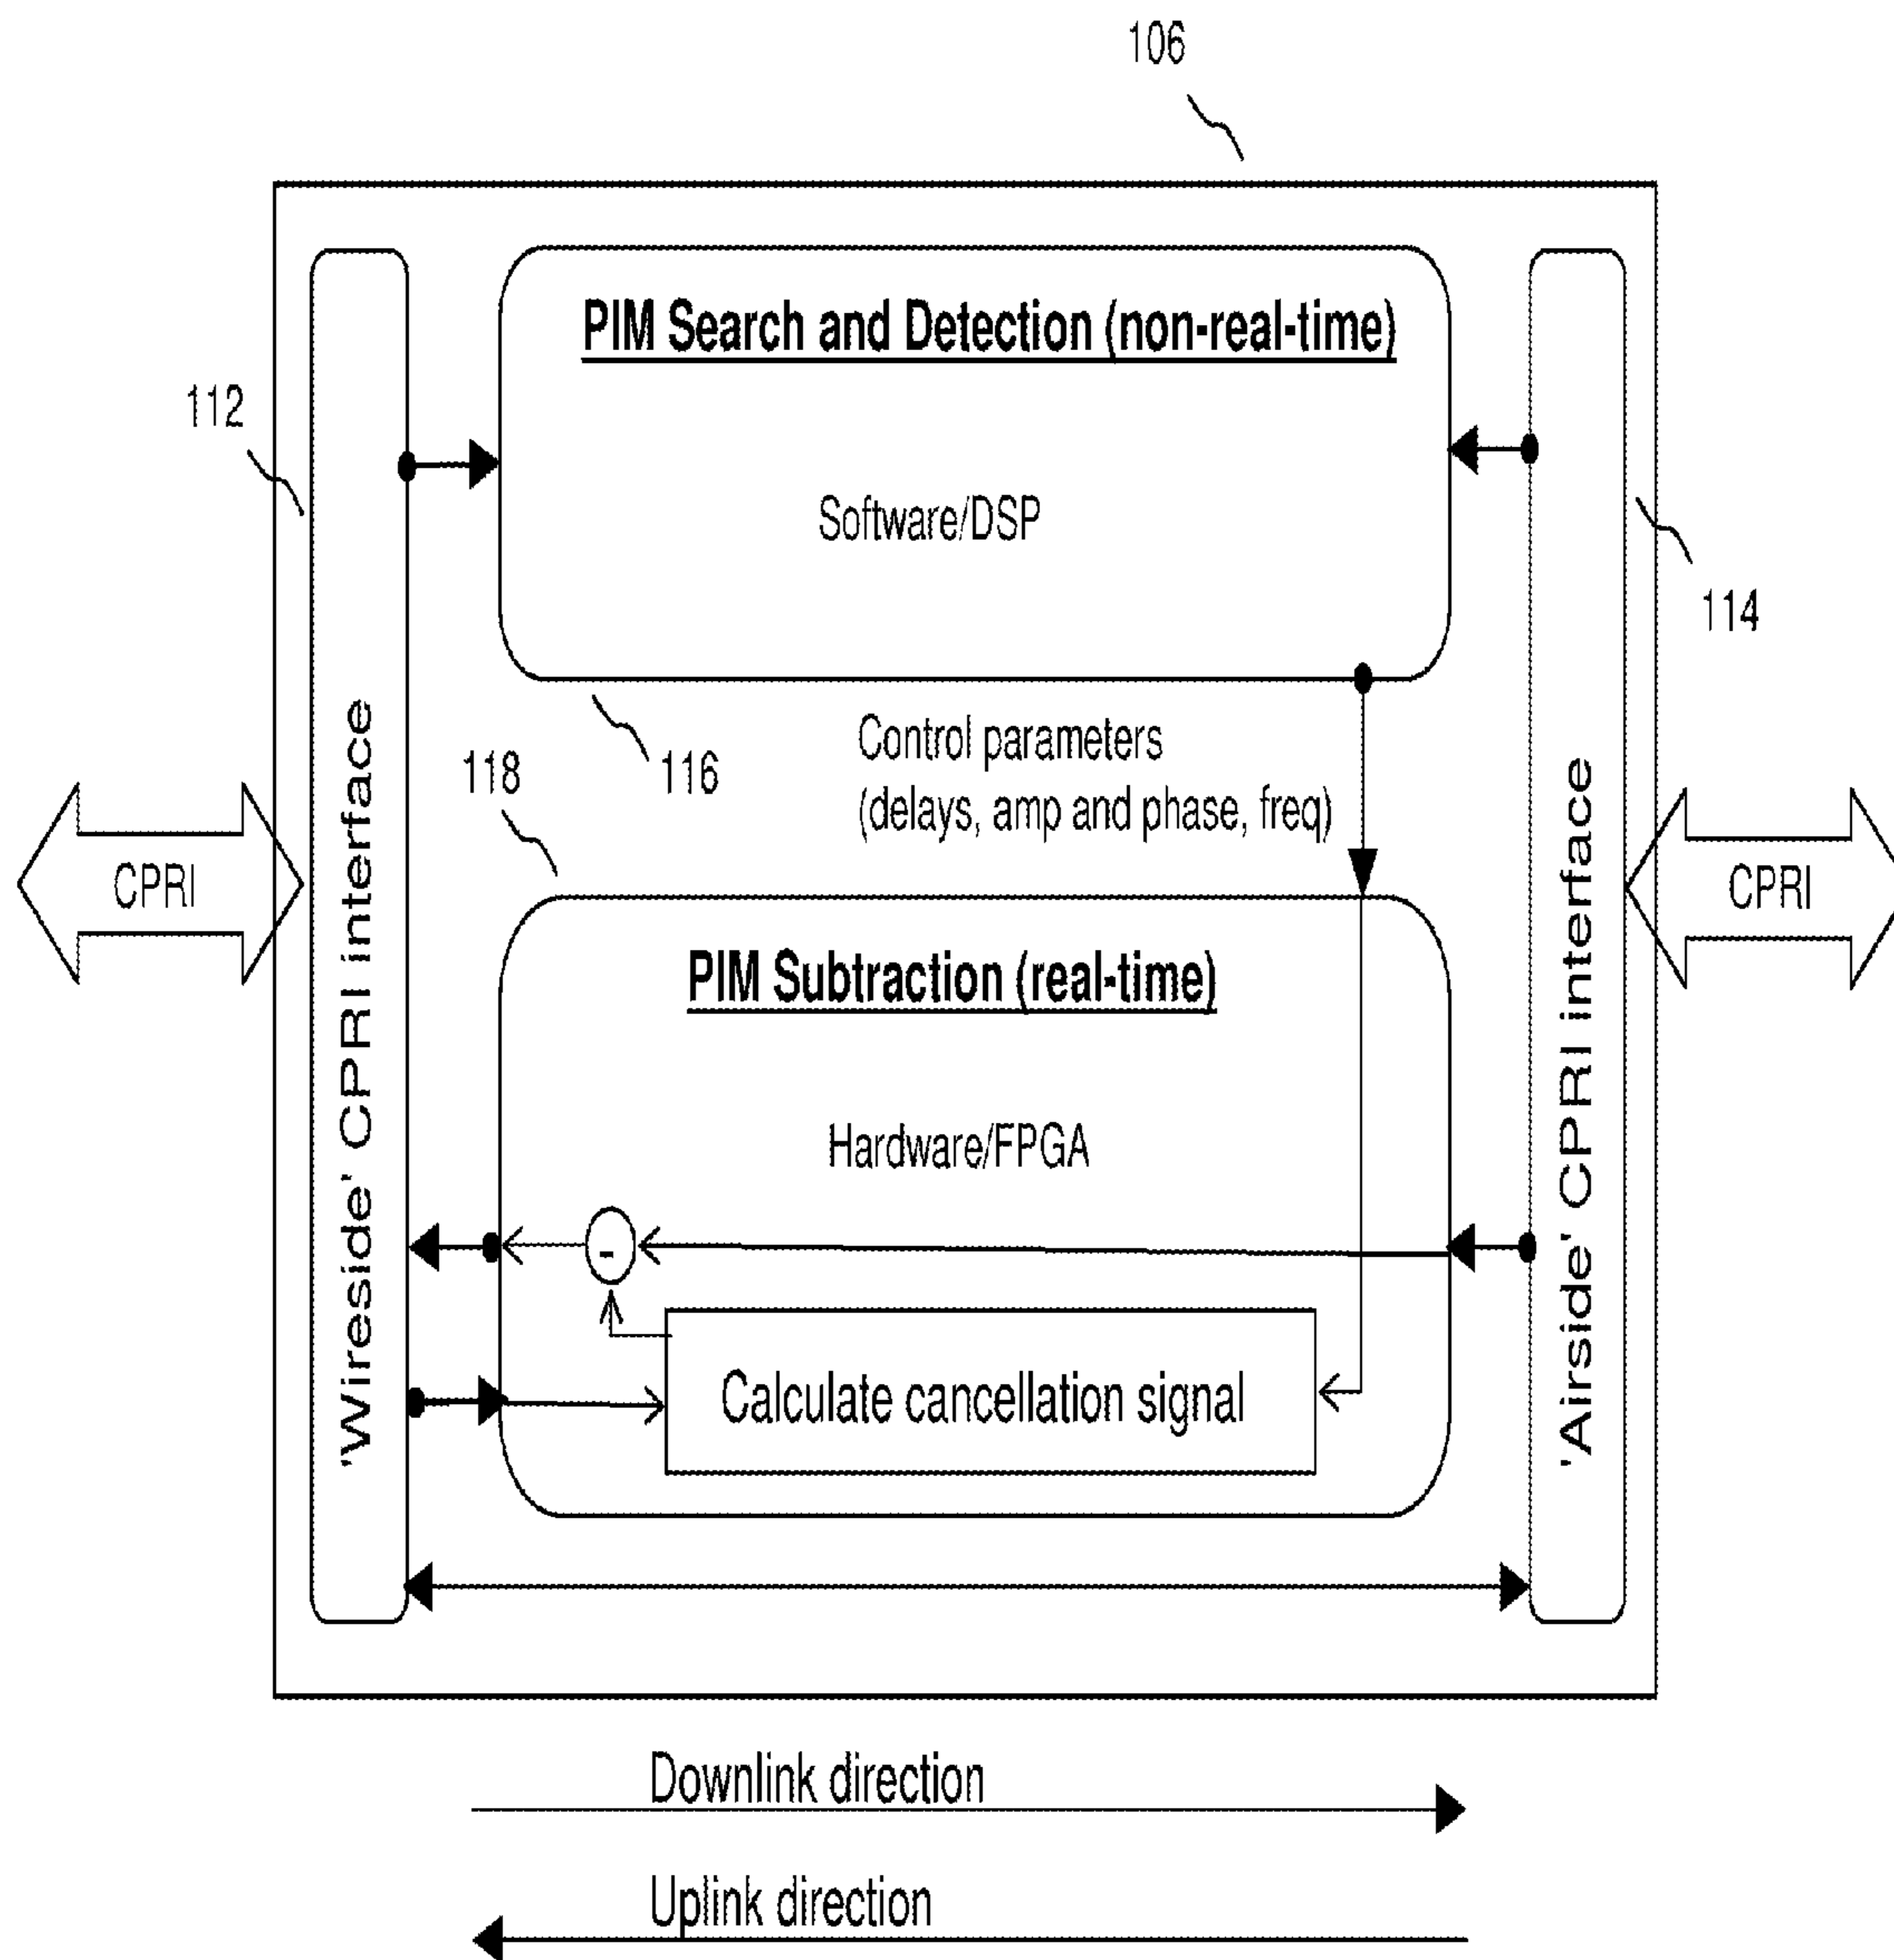 106
PIM Search and Detection (non-real-time)
112
Software/DSP
114
116
Control parameters
(delays, amp and phase, freq)
118
'Wireside' CPRI interface
'Airside' CPRI interface
CPRI
CPRI
PIM Subtraction (real-time)
Hardware/FPGA
-
Calculate cancellation signal
Downlink direction
Uplink direction